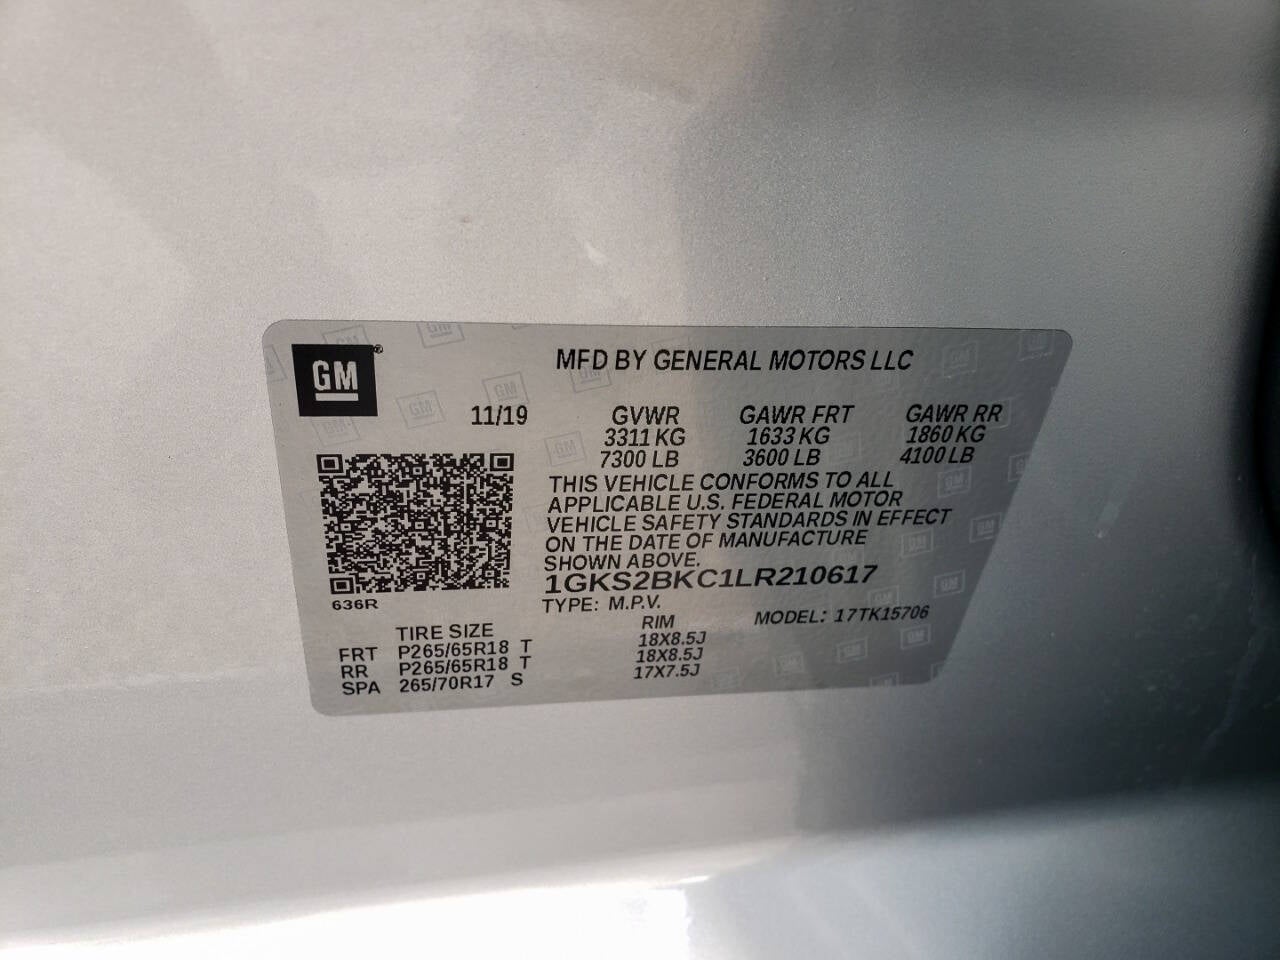 GM®
MFD BY GENERAL MOTORS LLC
11/19 GVWR GAWR FRT GAWR RR
3311 KG 1633 KG 1860 KG
7300 LB 3600 LB 4100 LB
THIS VEHICLE CONFORMS TO ALL
APPLICABLE U.S. FEDERAL MOTOR
VEHICLE SAFETY STANDARDS IN EFFECT
ON THE DATE OF MANUFACTURE
SHOWN ABOVE.
1GKS2BKC1LR210617
636R
TYPE: M.P.V. MODEL: 17TK15706
TIRE SIZE RIM
FRT P265/65R18 T 18X8.5J
RR P265/65R18 T 18X8.5J
SPA 265/70R17 S 17X7.5J